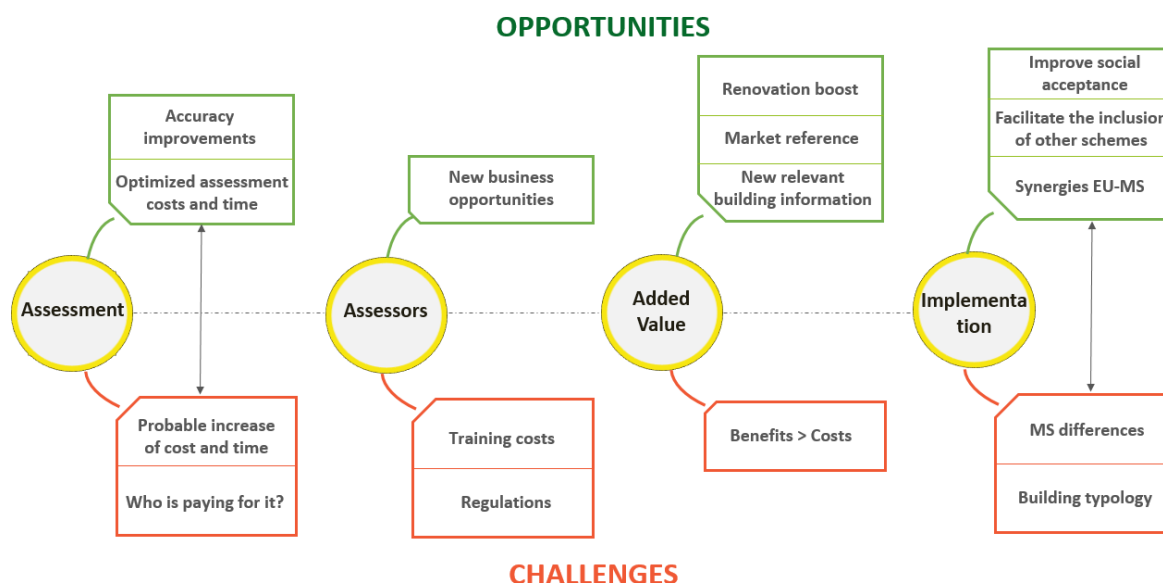 OPPORTUNITIES
Accuracy
improvements
Optimized assessment
costs and time
New business
opportunities
Renovation boost
Market reference
New relevant
building information
Improve social
acceptance
Facilitate the inclusion
of other schemes
Synergies EU-MS
Assessment
Assessors
Added
Value
Implementa
tion
Probable increase
of cost and time
Who is paying for it?
Training costs
Regulations
Benefits > Costs
MS differences
Building typology
CHALLENGES